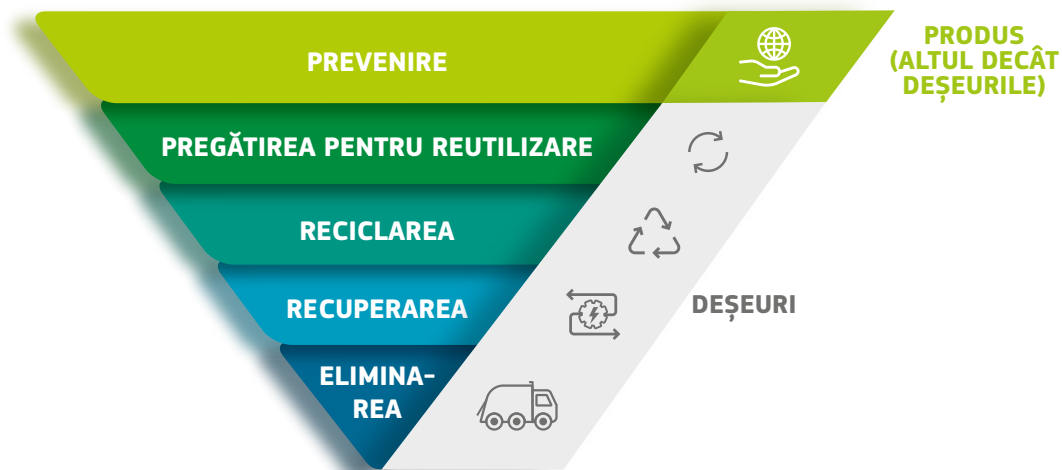 PREVENIRE
PRODUS
(ALTUL DECÂT
DEȘEURILE)
PREGĂTIREA PENTRU REUTILIZARE
RECICLAREA
RECUPERAREA
DEȘEURI
ELIMINA-
REA